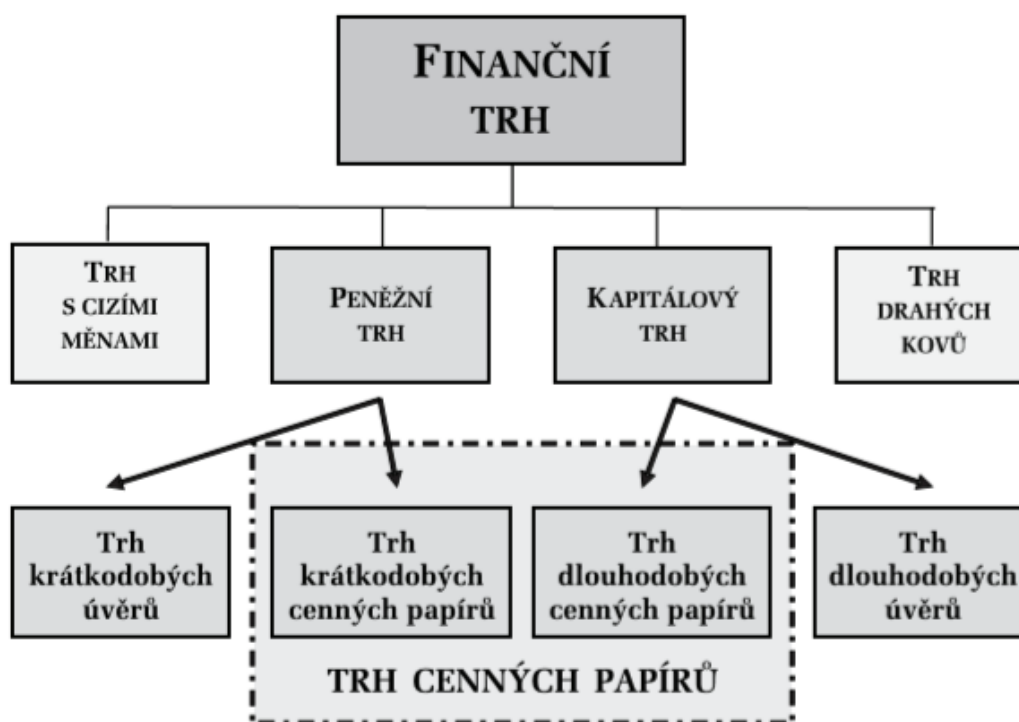 FINANČNÍ
TRH
TRH
S CIZÍMI
MĚNAMI
PENĚŽNÍ
TRH
KAPITÁLOVÝ
TRH
TRH
DRAHÝCH
KOVŮ
Trh
krátkodobých
úvěrů
Trh
krátkodobých
cenných papírů
Trh
dlouhodobých
cenných papírů
Trh
dlouhodobých
úvěrů
TRH CENNÝCH PAPÍRŮ